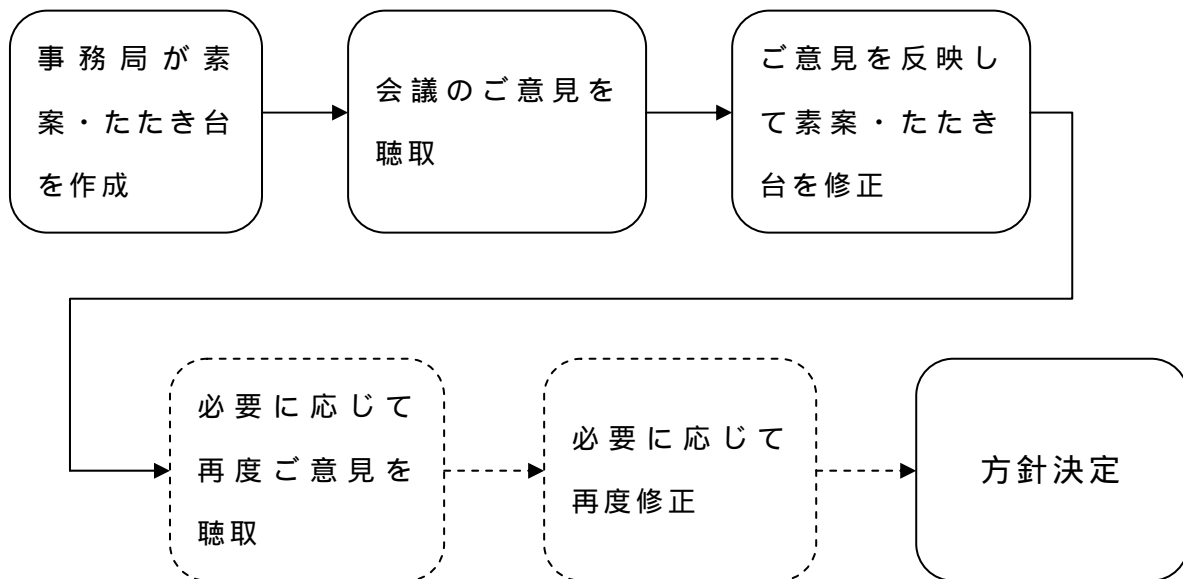 事務局が素
案・たたき台
を作成
会議のご意見を
聴取
ご意見を反映し
て素案・たたき
台を修正
必要に応じて
再度ご意見を
聴取
必要に応じて
再度修正
方針決定